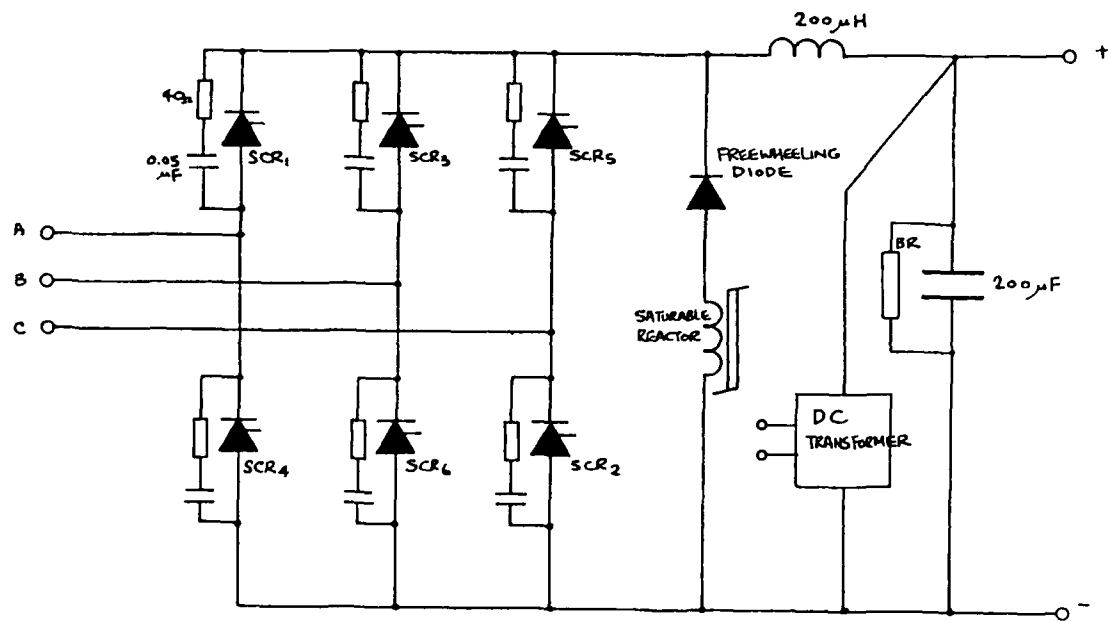 200µH
+
40Ω
0.05
µF
SCR1
SCR3
SCR5
FREEWHEELING
DIODE
A
B
C
BR
200µF
SATURABLE
REACTOR
DC
TRANSFORMER
SCR4
SCR6
SCR2
-